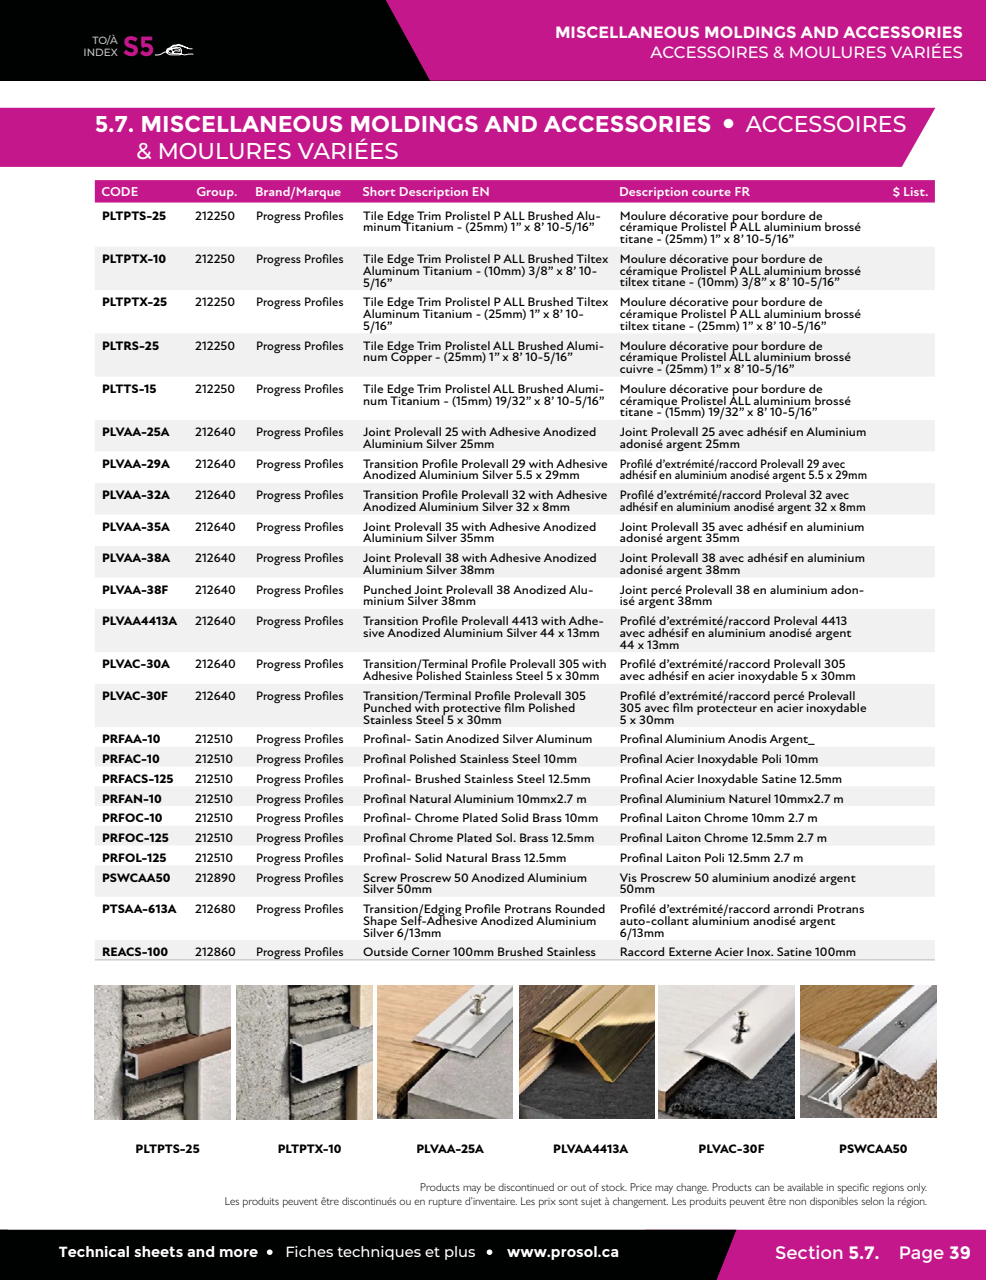 TO/À
INDEX S5
MISCELLANEOUS MOLDINGS AND ACCESSORIES
ACCESSOIRES & MOULURES VARIÉES
5.7. MISCELLANEOUS MOLDINGS AND ACCESSORIES • ACCESSOIRES
& MOULURES VARIÉES
CODE Group. Brand/Marque Short Description EN Description courte FR $ List.
PLTPTS-25 212250 Progress Profiles Tile Edge Trim Prolistel P ALL Brushed Alu- Moulure décorative pour bordure de
minum Titanium - (25mm) 1” x 8’ 10-5/16” céramique Prolistel P ALL aluminium brossé
titane - (25mm) 1” x 8’ 10-5/16”
PLTPTX-10 212250 Progress Profiles Tile Edge Trim Prolistel P ALL Brushed Tiltex Moulure décorative pour bordure de
Aluminum Titanium - (10mm) 3/8” x 8’ 10- céramique Prolistel P ALL aluminium brossé
5/16” tiltex titane - (10mm) 3/8” x 8’ 10-5/16”
PLTPTX-25 212250 Progress Profiles Tile Edge Trim Prolistel P ALL Brushed Tiltex Moulure décorative pour bordure de
Aluminum Titanium - (25mm) 1” x 8’ 10- céramique Prolistel P ALL aluminium brossé
5/16” tiltex titane - (25mm) 1” x 8’ 10-5/16”
PLTRS-25 212250 Progress Profiles Tile Edge Trim Prolistel ALL Brushed Alumi- Moulure décorative pour bordure de
num Copper - (25mm) 1” x 8’ 10-5/16” céramique Prolistel ALL aluminium brossé
cuivre - (25mm) 1” x 8’ 10-5/16”
PLTTS-15 212250 Progress Profiles Tile Edge Trim Prolistel ALL Brushed Alumi- Moulure décorative pour bordure de
num Titanium - (15mm) 19/32” x 8’ 10-5/16” céramique Prolistel ALL aluminium brossé
titane - (15mm) 19/32” x 8’ 10-5/16”
PLVAA-25A 212640 Progress Profiles Joint Prolevall 25 with Adhesive Anodized Joint Prolevall 25 avec adhésif en Aluminium
Aluminium Silver 25mm adonisé argent 25mm
PLVAA-29A 212640 Progress Profiles Transition Profile Prolevall 29 with Adhesive Profilé d’extrémité/raccord Prolevall 29 avec
Anodized Aluminium Silver 5.5 x 29mm adhésif en aluminium anodisé argent 5.5 x 29mm
PLVAA-32A 212640 Progress Profiles Transition Profile Prolevall 32 with Adhesive Profilé d’extrémité/raccord Proleval 32 avec
Anodized Aluminium Silver 32 x 8mm adhésif en aluminium anodisé argent 32 x 8mm
PLVAA-35A 212640 Progress Profiles Joint Prolevall 35 with Adhesive Anodized Joint Prolevall 35 avec adhésif en aluminium
Aluminium Silver 35mm adonisé argent 35mm
PLVAA-38A 212640 Progress Profiles Joint Prolevall 38 with Adhesive Anodized Joint Prolevall 38 avec adhésif en aluminium
Aluminium Silver 38mm adonisé argent 38mm
PLVAA-38F 212640 Progress Profiles Punched Joint Prolevall 38 Anodized Alu- Joint percé Prolevall 38 en aluminium adon-
minium Silver 38mm isé argent 38mm
PLVAA4413A 212640 Progress Profiles Transition Profile Prolevall 4413 with Adhe- Profilé d’extrémité/raccord Proleval 4413
sive Anodized Aluminium Silver 44 x 13mm avec adhésif en aluminium anodisé argent
44 x 13mm
PLVAC-30A 212640 Progress Profiles Transition/Terminal Profile Prolevall 305 with Profilé d’extrémité/raccord Prolevall 305
Adhesive Polished Stainless Steel 5 x 30mm avec adhésif en acier inoxydable 5 x 30mm
PLVAC-30F 212640 Progress Profiles Transition/Terminal Profile Prolevall 305 Profilé d’extrémité/raccord percé Prolevall
Punched with protective film Polished 305 avec film protecteur en acier inoxydable
Stainless Steel 5 x 30mm 5 x 30mm
PRFAA-10 212510 Progress Profiles Profinal- Satin Anodized Silver Aluminum Profinal Aluminium Anodis Argent_
PRFAC-10 212510 Progress Profiles Profinal Polished Stainless Steel 10mm Profinal Acier Inoxydable Poli 10mm
PRFACS-125 212510 Progress Profiles Profinal- Brushed Stainless Steel 12.5mm Profinal Acier Inoxydable Satine 12.5mm
PRFAN-10 212510 Progress Profiles Profinal Natural Aluminium 10mmx2.7 m Profinal Aluminium Naturel 10mmx2.7 m
PRFOC-10 212510 Progress Profiles Profinal- Chrome Plated Solid Brass 10mm Profinal Laiton Chrome 10mm 2.7 m
PRFOC-125 212510 Progress Profiles Profinal Chrome Plated Sol. Brass 12.5mm Profinal Laiton Chrome 12.5mm 2.7 m
PRFOL-125 212510 Progress Profiles Profinal- Solid Natural Brass 12.5mm Profinal Laiton Poli 12.5mm 2.7 m
PSWCAA50 212890 Progress Profiles Screw Proscrew 50 Anodized Aluminium Vis Proscrew 50 aluminium anodizé argent
Silver 50mm 50mm
PTSAA-613A 212680 Progress Profiles Transition/Edging Profile Protrans Rounded Profilé d’extrémité/raccord arrondi Protrans
Shape Self-Adhesive Anodized Aluminium auto-collant aluminium anodisé argent
Silver 6/13mm 6/13mm
REACS-100 212860 Progress Profiles Outside Corner 100mm Brushed Stainless Raccord Externe Acier Inox. Satine 100mm
PLTPTS-25 PLTPTX-10 PLVAA-25A PLVAA4413A PLVAC-30F PSWCAA50
Products may be discontinued or out of stock. Price may change. Products can be available in specific regions only.
Les produits peuvent être discontinués ou en rupture d’inventaire. Les prix sont sujet à changement. Les produits peuvent être non disponibles selon la région.
Technical sheets and more • Fiches techniques et plus • www.prosol.ca
Section 5.7. Page 39